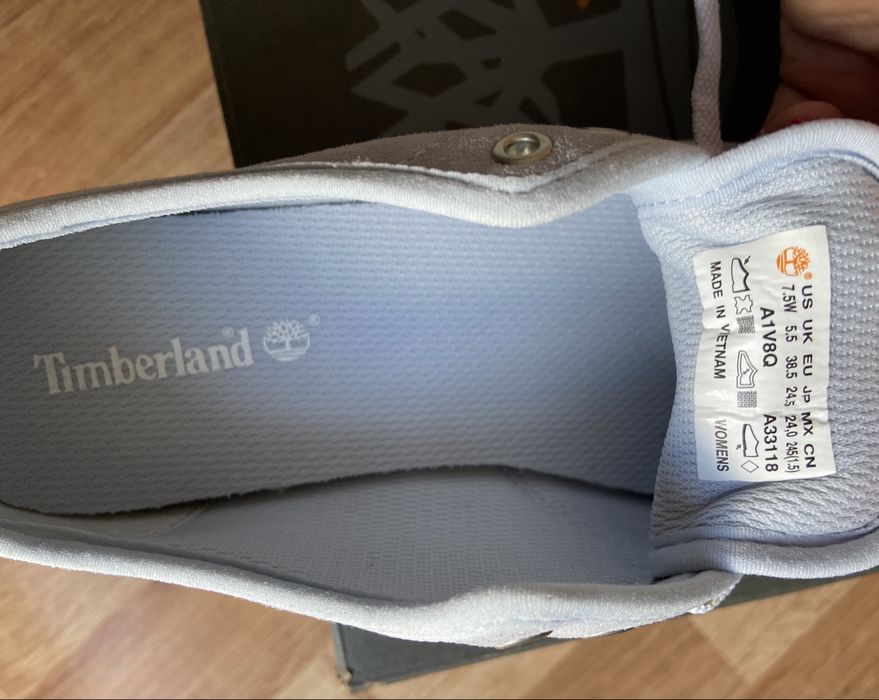 Timberland®
®
US UK EU JP MX CN
7.5W 5.5 38.5 24.5 24.0 245(1.5)
A1V8Q A33118
MADE IN VIETNAM WOMENS